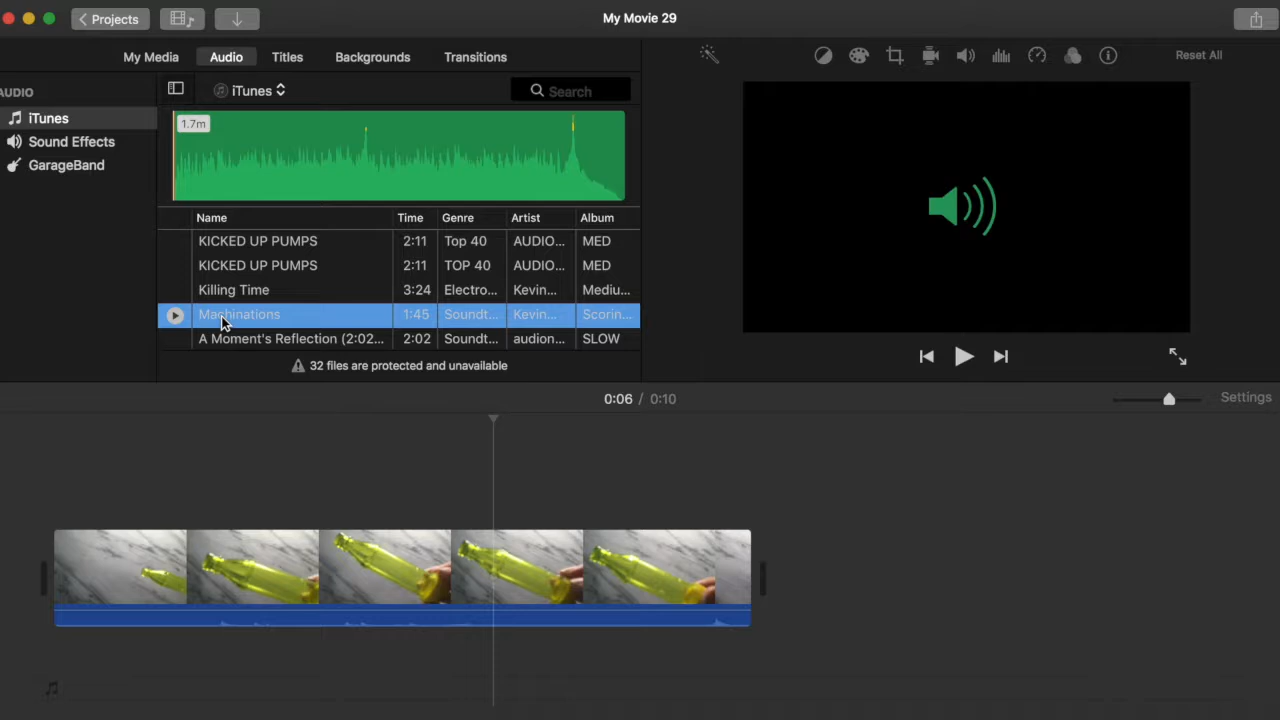 Projects
My Movie 29
My Media Audio Titles Backgrounds Transitions
Reset All
AUDIO
iTunes
Search
iTunes
Sound Effects
GarageBand
1.7m
Name Time Genre Artist Album
KICKED UP PUMPS 2:11 Top 40 AUDIO... MED
KICKED UP PUMPS 2:11 TOP 40 AUDIO... MED
Killing Time 3:24 Electro... Kevin... Mediu...
Machinations 1:45 Soundt... Kevin... Scorin...
A Moment's Reflection (2:02... 2:02 Soundt... audion... SLOW
32 files are protected and unavailable
0:06 / 0:10
Settings